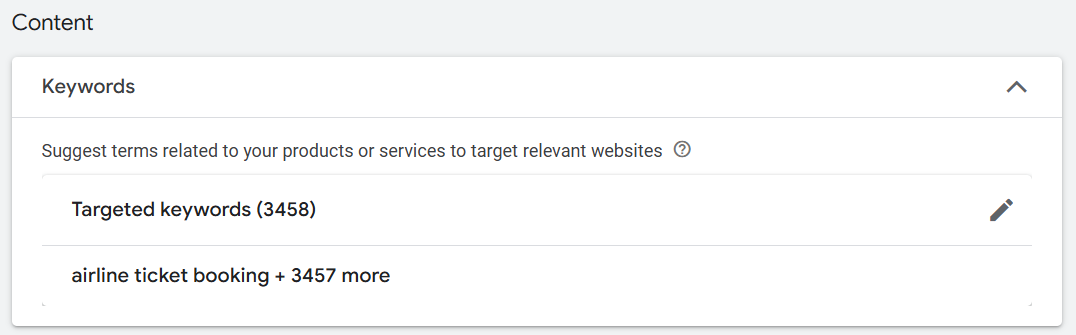 Content
Keywords
Suggest terms related to your products or services to target relevant websites
Targeted keywords (3458)
airline ticket booking + 3457 more